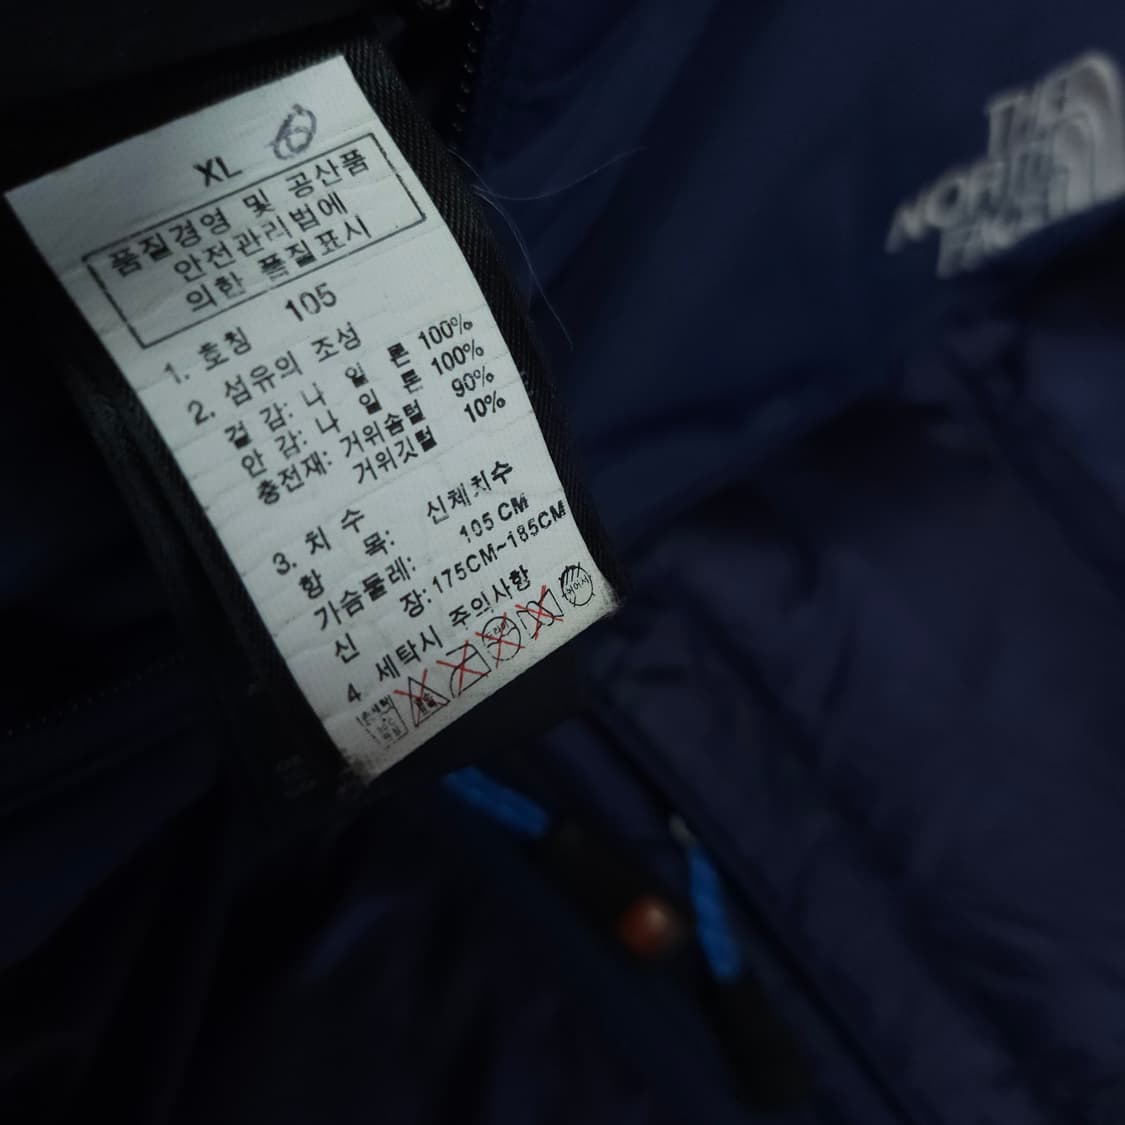 XL 6
품질경영 및 공산품
안전관리법에
의한 품질표시
1. 호칭 105
2. 섬유의 조성
겉 감: 나 일 론 100%
안 감: 나 일 론 100%
충전재: 거위솜털 90%
거위깃털 10%
3. 치 수
항 목: 신체치수
가슴둘레: 105 CM
신 장: 175CM~185CM
4 세탁시 주의사항
THE
NORTH
FACE